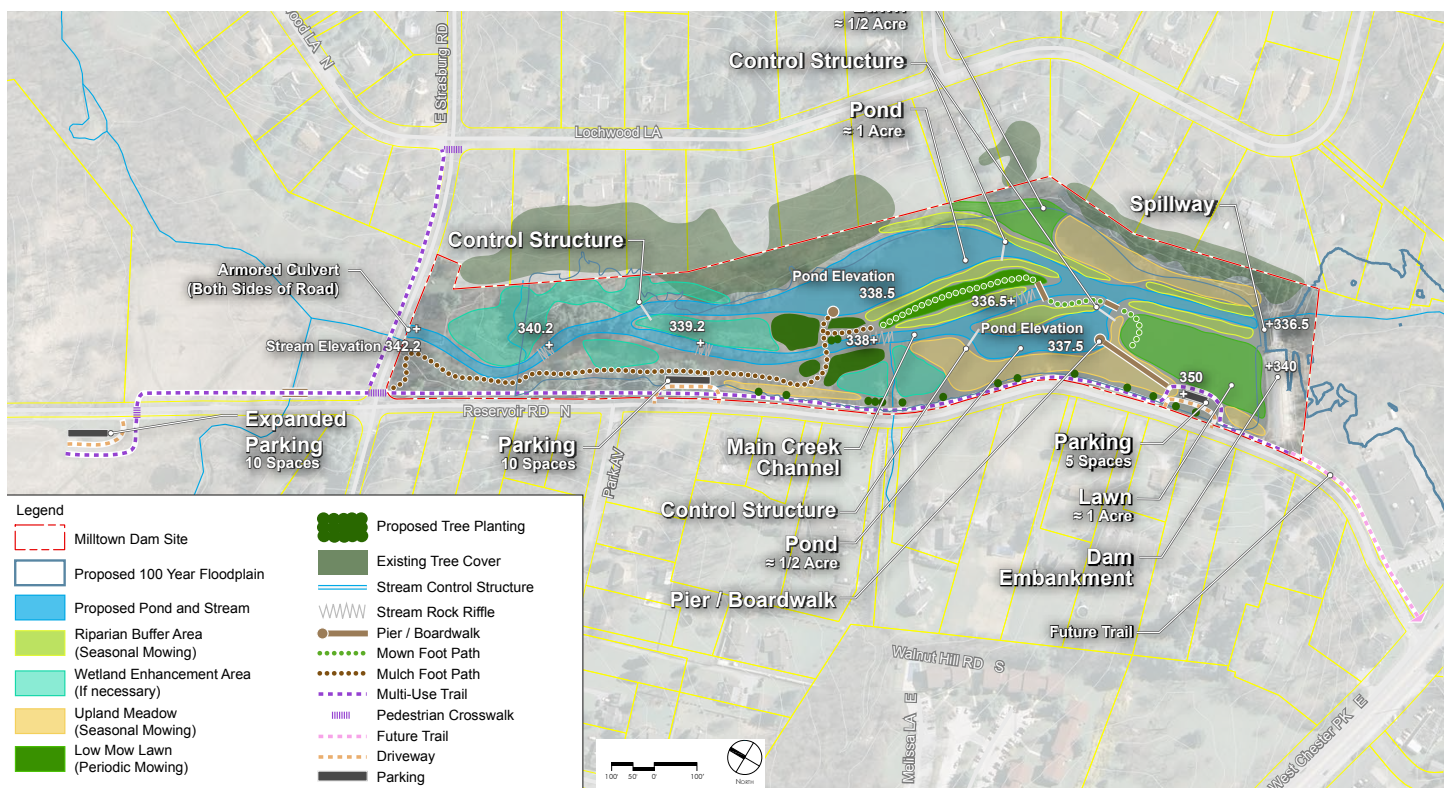 ≈ 1/2 Acre
Control Structure
Pond
≈ 1 Acre
E Strasburg RD
N
Lochwood LA
Spillway
Control Structure
Armored Culvert
(Both Sides of Road)
Pond Elevation
338.5
336.5+
340.2
+
339.2
+
+
Stream Elevation 342.2
338+
Pond Elevation
337.5
+336.5
350
+
+340
Reservoir RD N
Expanded
Parking
10 Spaces
Parking
10 Spaces
Park AV
Main Creek
Channel
Parking
5 Spaces
Control Structure
Lawn
≈ 1 Acre
Pond
≈ 1/2 Acre
Dam
Embankment
Pier / Boardwalk
Future Trail
Walnut Hill RD S
Melissa LA E
West Chester PK E
Legend
Milltown Dam Site
Proposed 100 Year Floodplain
Proposed Pond and Stream
Riparian Buffer Area
(Seasonal Mowing)
Wetland Enhancement Area
(If necessary)
Upland Meadow
(Seasonal Mowing)
Low Mow Lawn
(Periodic Mowing)
Proposed Tree Planting
Existing Tree Cover
Stream Control Structure
Stream Rock Riffle
Pier / Boardwalk
Mown Foot Path
Mulch Foot Path
Multi-Use Trail
Pedestrian Crosswalk
Future Trail
Driveway
Parking
100' 50' 0' 100'
North